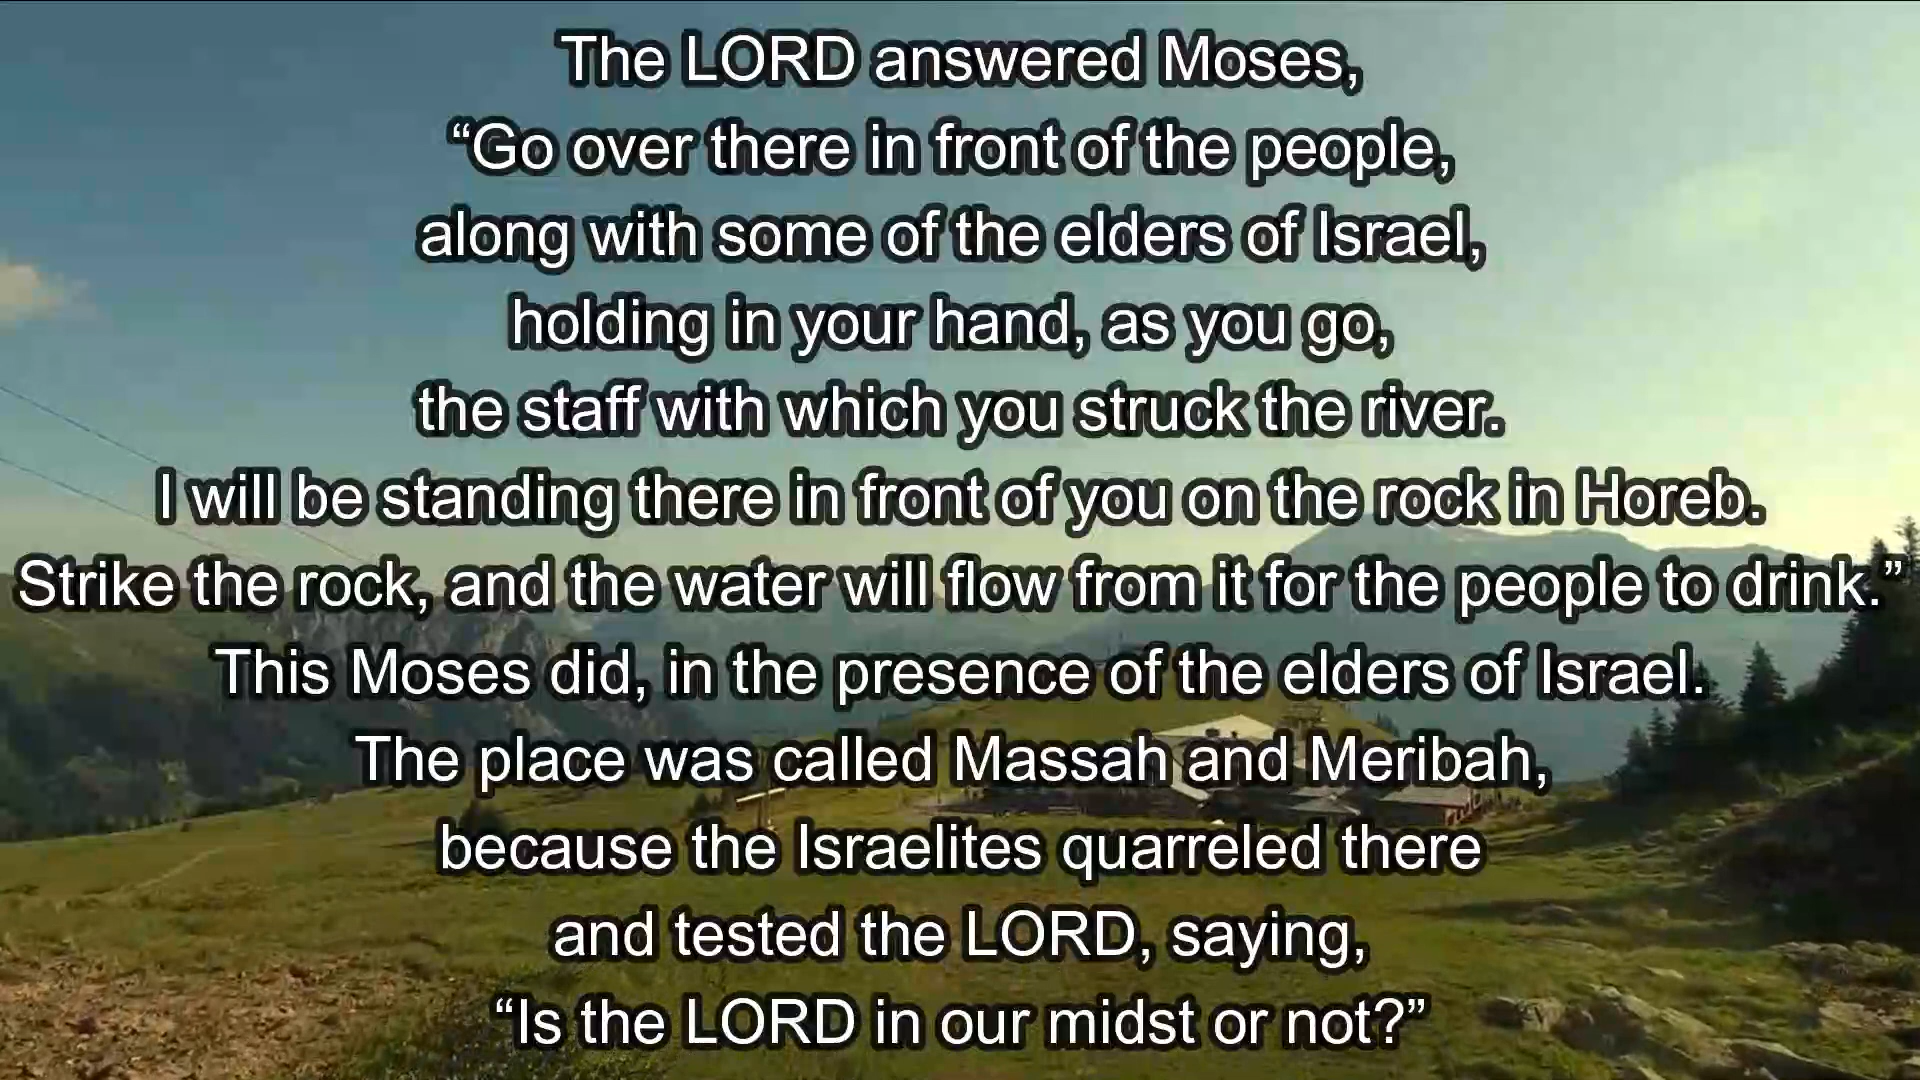 The LORD answered Moses,
“Go over there in front of the people,
along with some of the elders of Israel,
holding in your hand, as you go,
the staff with which you struck the river.
I will be standing there in front of you on the rock in Horeb.
Strike the rock, and the water will flow from it for the people to drink.”
This Moses did, in the presence of the elders of Israel.
The place was called Massah and Meribah,
because the Israelites quarreled there
and tested the LORD, saying,
“Is the LORD in our midst or not?”